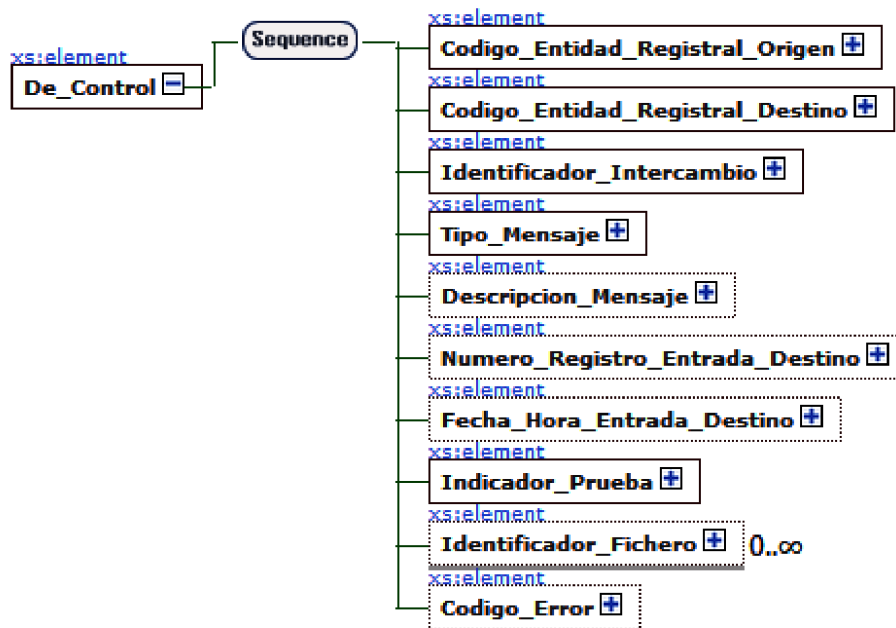 xs:element
De_Control
Sequence
xs:element
Codigo_Entidad_Registral_Origen
xs:element
Codigo_Entidad_Registral_Destino
xs:element
Identificador_Intercambio
xs:element
Tipo_Mensaje
xs:element
Descripcion_Mensaje
xs:element
Numero_Registro_Entrada_Destino
xs:element
Fecha_Hora_Entrada_Destino
xs:element
Indicador_Prueba
xs:element
Identificador_Fichero 0..∞
xs:element
Codigo_Error